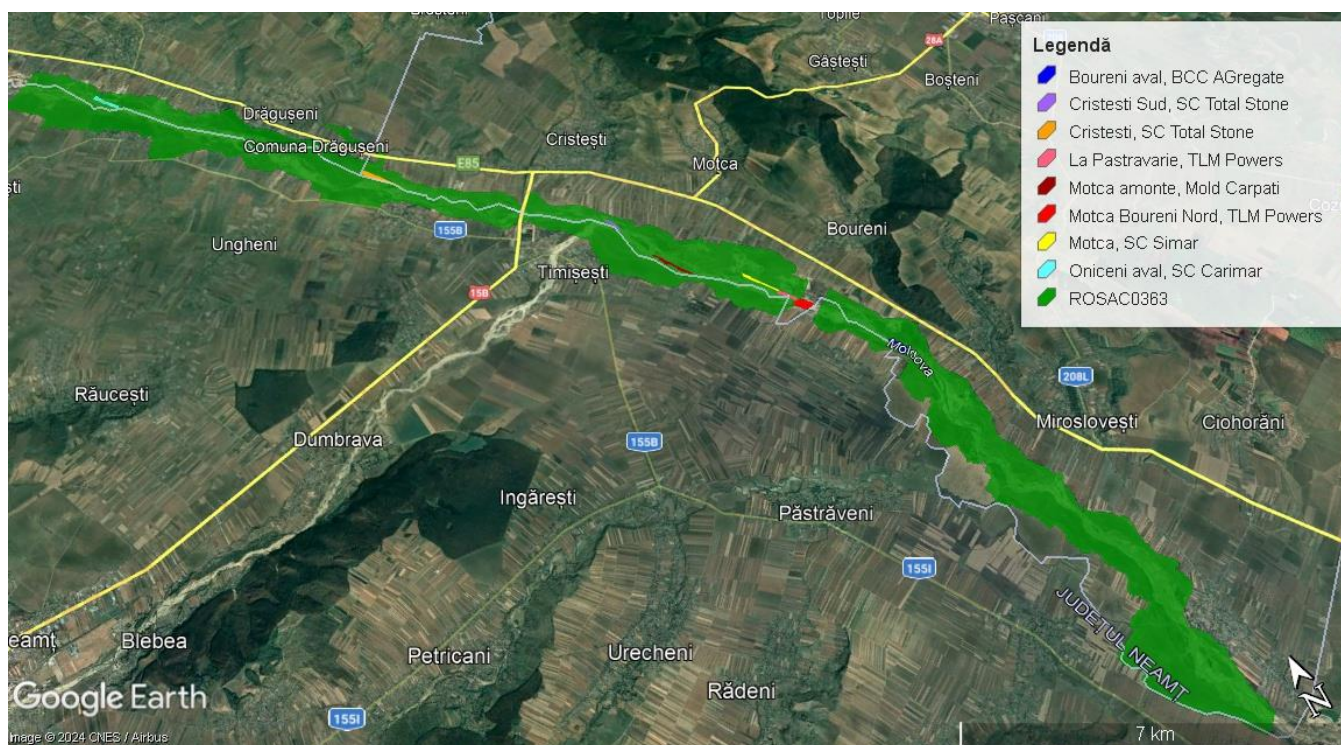 Topile
Pașcani
28A
Gâștești
Boșteni
Legendă
Boureni aval, BCC AGregate
Cristesti Sud, SC Total Stone
Cristesti, SC Total Stone
La Pastravarie, TLM Powers
Motca amonte, Mold Carpati
Motca Boureni Nord, TLM Powers
Motca, SC Simar
Oniceni aval, SC Carimar
ROSAC0363
Drăgușeni
Comuna Drăgușeni
Cristești
Moțca
E85
Ungheni
155B
Boureni
Timișești
15B
Moldova
208L
Răucești
Miroslovești
Ciohorăni
Dumbrava
155B
Ingărești
Păstrăveni
155I
JUDEȚUL NEAMȚ
Blebea
Petricani
Urecheni
Rădeni
Google Earth
155I
N
7 km
Image © 2024 CNES / Airbus